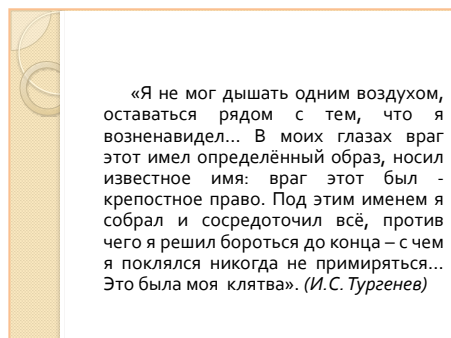 «Я не мог дышать одним воздухом,
оставаться рядом с тем, что я
возненавидел... В моих глазах враг
этот имел определённый образ, носил
известное имя: враг этот был -
крепостное право. Под этим именем я
собрал и сосредоточил всё, против
чего я решил бороться до конца – с чем
я поклялся никогда не примиряться...
Это была моя клятва». (И.С. Тургенев)